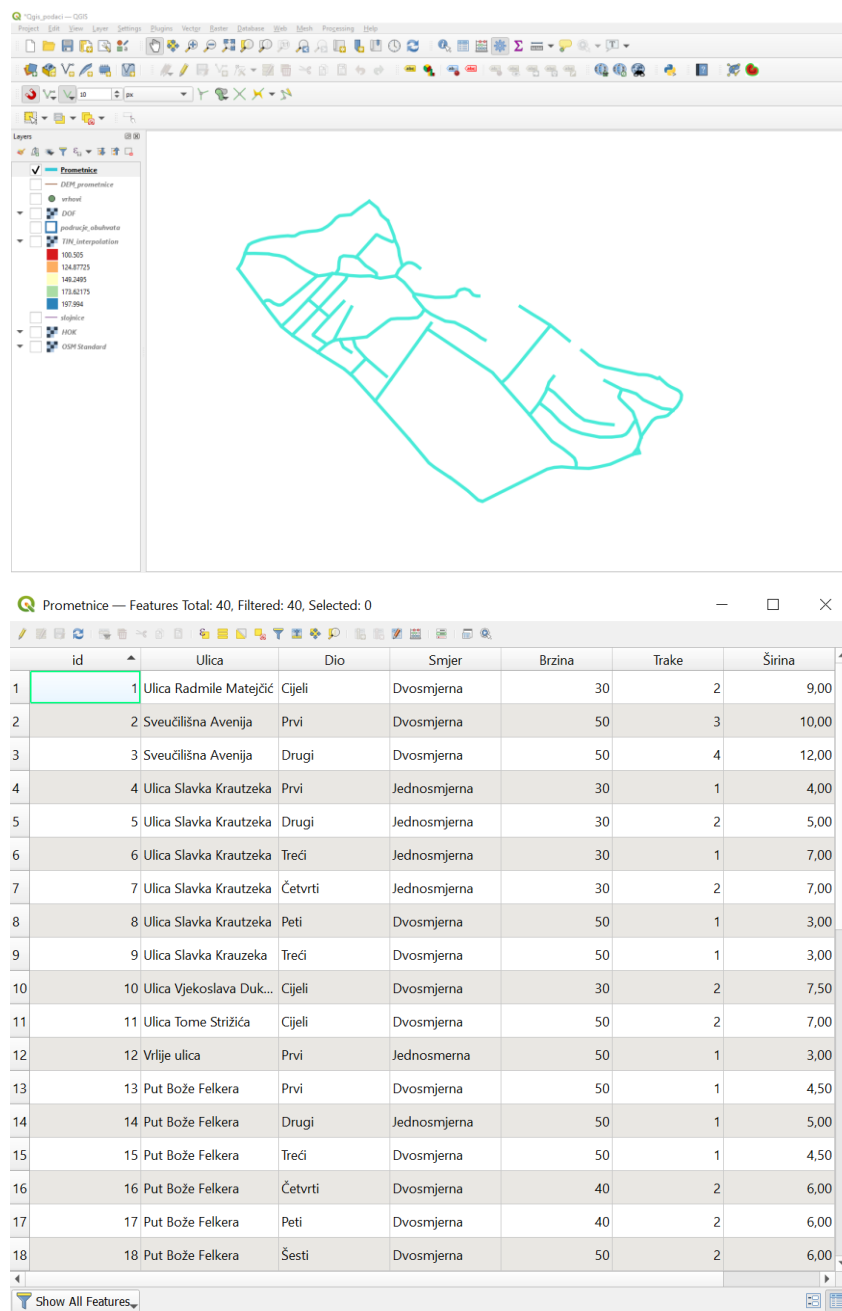 *Qgis_podaci — QGIS
Project Edit View Layer Settings Plugins Vector Raster Database Web Mesh Processing Help
10 px
Layers
Prometnice
DEM_prometnice
vrhovi
DOF
podrucje_obuhvata
TIN_interpolation
100.505
124.87725
149.2495
173.62175
197.994
slojnice
HOK
OSM Standard
Prometnice — Features Total: 40, Filtered: 40, Selected: 0
id Ulica Dio Smjer Brzina Trake Širina
1 1 Ulica Radmile Matejčić Cijeli Dvosmjerna 30 2 9,00
2 2 Sveučilišna Avenija Prvi Dvosmjerna 50 3 10,00
3 3 Sveučilišna Avenija Drugi Dvosmjerna 50 4 12,00
4 4 Ulica Slavka Krautzeka Prvi Jednosmjerna 30 1 4,00
5 5 Ulica Slavka Krautzeka Drugi Jednosmjerna 30 2 5,00
6 6 Ulica Slavka Krautzeka Treći Jednosmjerna 30 1 7,00
7 7 Ulica Slavka Krautzeka Četvrti Jednosmjerna 30 2 7,00
8 8 Ulica Slavka Krautzeka Peti Dvosmjerna 50 1 3,00
9 9 Ulica Slavka Krauzeka Treći Dvosmjerna 50 1 3,00
10 10 Ulica Vjekoslava Duk... Cijeli Dvosmjerna 30 2 7,50
11 11 Ulica Tome Strižića Cijeli Dvosmjerna 50 2 7,00
12 12 Vrlije ulica Prvi Jednosmerna 50 1 3,00
13 13 Put Bože Felkera Prvi Dvosmjerna 50 1 4,50
14 14 Put Bože Felkera Drugi Jednosmjerna 50 1 5,00
15 15 Put Bože Felkera Treći Dvosmjerna 50 1 4,50
16 16 Put Bože Felkera Četvrti Dvosmjerna 40 2 6,00
17 17 Put Bože Felkera Peti Dvosmjerna 40 2 6,00
18 18 Put Bože Felkera Šesti Dvosmjerna 50 2 6,00
Show All Features